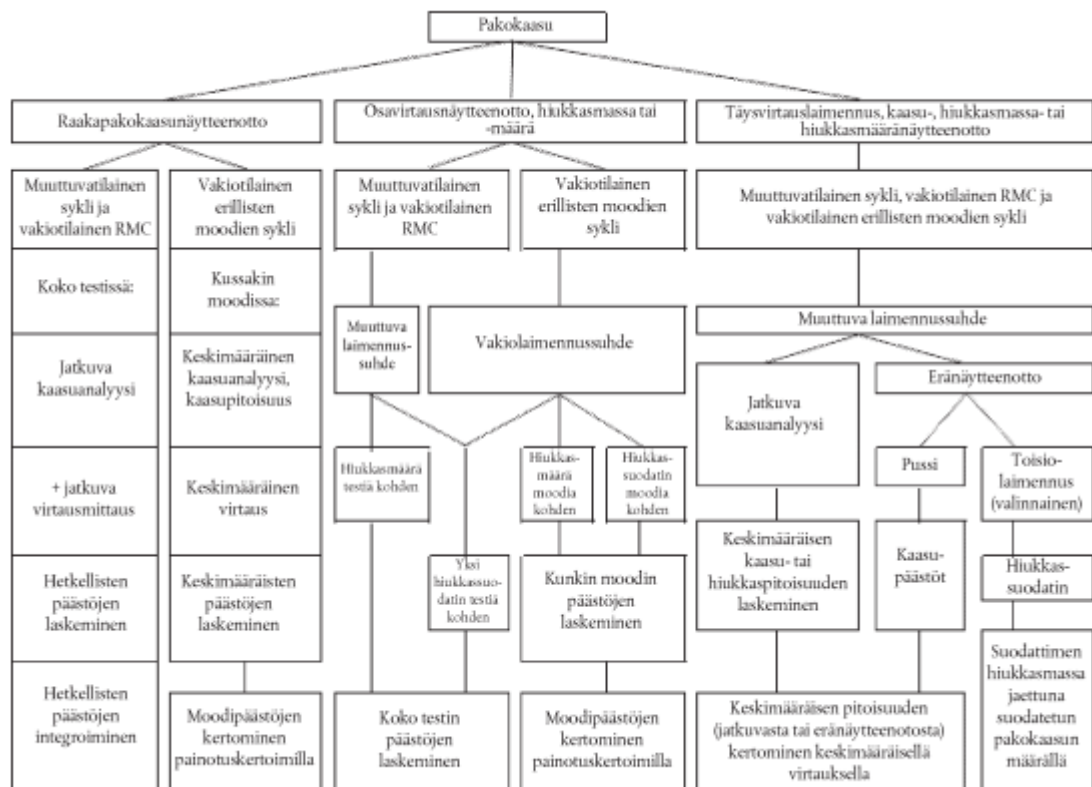 Pakokaasu
Raakapakokaasunäytteenotto
Osavirtausnäytteenotto, hiukkasmassa tai
-määrä
Täysvirtauslaimennus, kaasu-, hiukkasmassa- tai
hiukkasmääränäytteenotto
Muuttuvatilainen
sykli ja
vakiotilainen RMC
Vakiotilainen
erillisten
moodien sykli
Muuttuvatilainen
sykli ja vakiotilainen
RMC
Vakiotilainen
erillisten moodien
sykli
Muuttuvatilainen sykli, vakiotilainen RMC ja
vakiotilainen erillisten moodien sykli
Koko testissä:
Kussakin
moodissa:
Muuttuva
laimennus-
suhde
Vakiolaimennussuhde
Muuttuva laimennussuhde
Jatkuva
kaasuanalyysi
Keskimääräinen
kaasuanalyysi,
kaasupitoisuus
Jatkuva
kaasuanalyysi
Eränäytteenotto
+ jatkuva
virtausmittaus
Keskimääräinen
virtaus
Hiukkasmäärä
testiä kohden
Hiukkas-
määrä
moodia
kohden
Hiukkas-
suodatin
moodia
kohden
Pussi
Toisio-
laimennus
(valinnainen)
Hetkellisten
päästöjen
laskeminen
Keskimääräisten
päästöjen
laskeminen
Yksi
hiukkassuo-
datin testiä
kohden
Kunkin moodin
päästöjen
laskeminen
Keskimääräisen
kaasu- tai
hiukkaspitoisuuden
laskeminen
Kaasu-
päästöt
Hiukkas-
suodatin
Hetkellisten
päästöjen
integroiminen
Moodipäästöjen
kertominen
painotuskertoimilla
Koko testin
päästöjen
laskeminen
Moodipäästöjen
kertominen
painotuskertoimilla
Keskimääräisen pitoisuuden
(jatkuvasta tai eränäytteenotosta)
kertominen keskimääräisellä
virtauksella
Suodattimen
hiukkasmassa
jaettuna
suodatetun
pakokaasun
määrällä